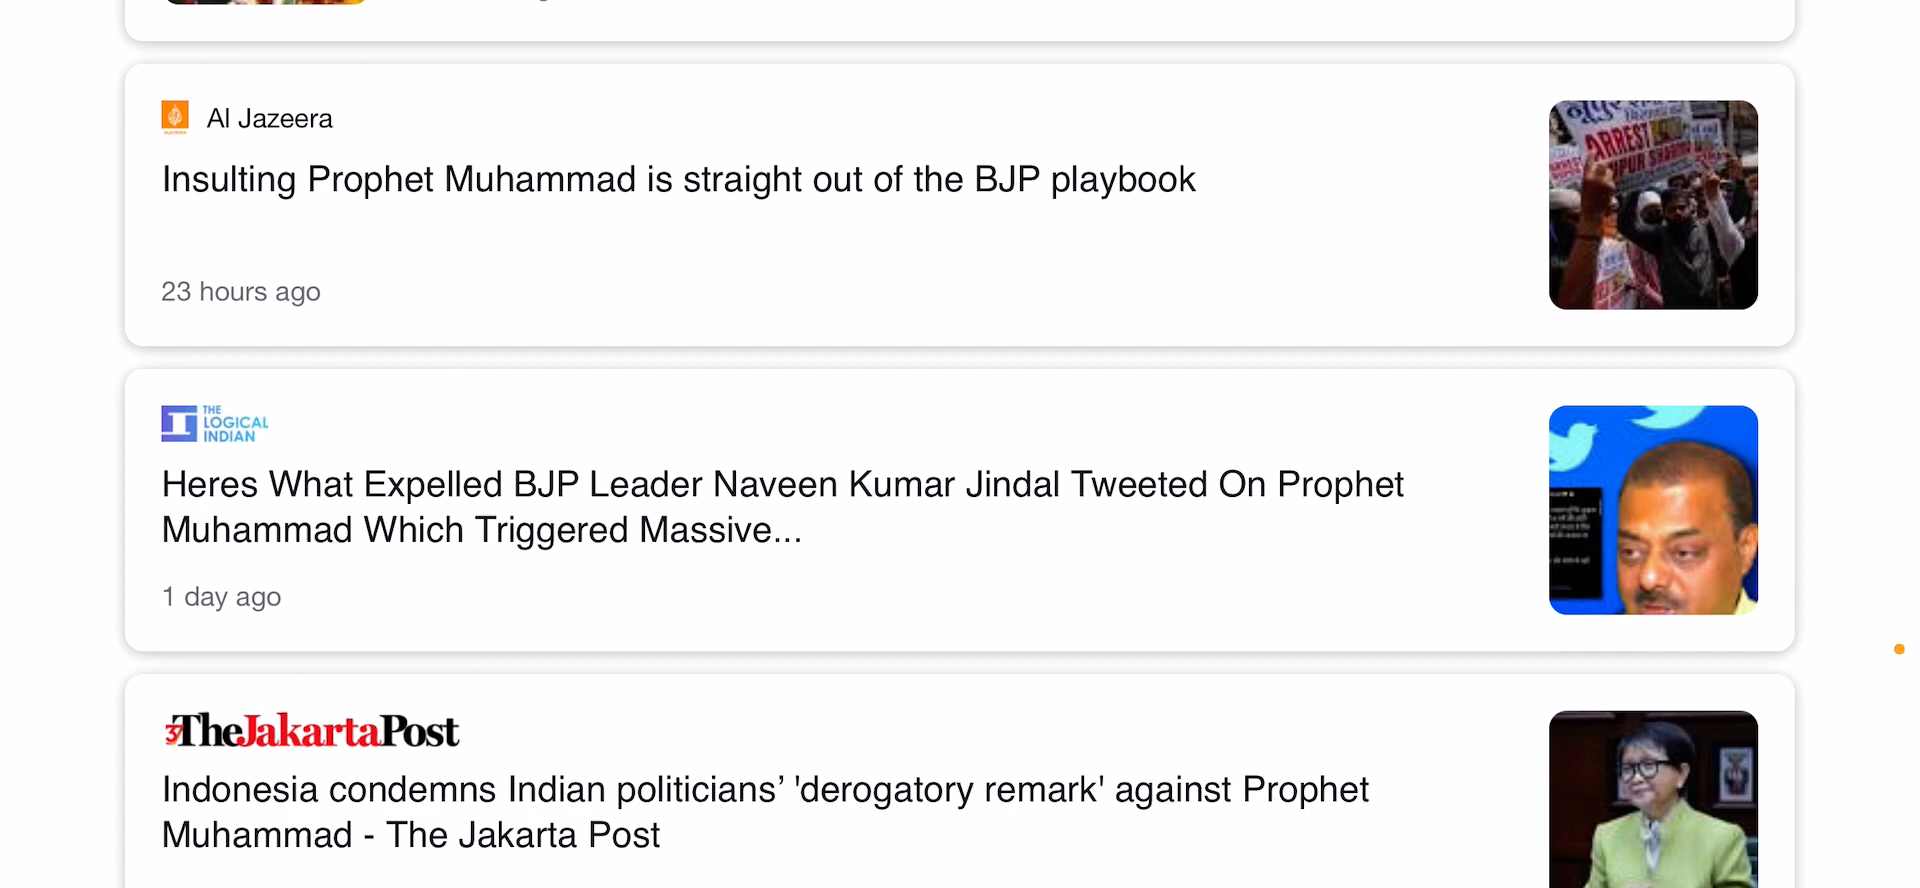 Al Jazeera
Insulting Prophet Muhammad is straight out of the BJP playbook
23 hours ago
ARREST
THE
LOGICAL
INDIAN
Heres What Expelled BJP Leader Naveen Kumar Jindal Tweeted On Prophet
Muhammad Which Triggered Massive...
1 day ago
TheJakartaPost
Indonesia condemns Indian politicians’ 'derogatory remark' against Prophet
Muhammad - The Jakarta Post